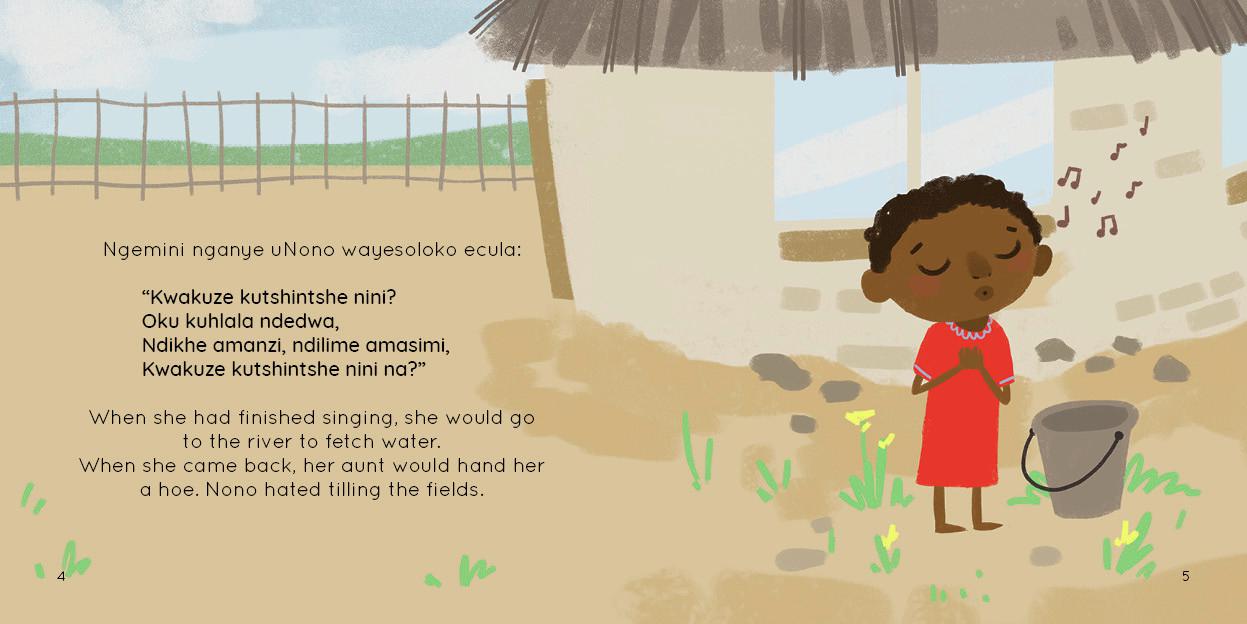 Ngemini nganye uNono wayesoloko ecula:
“Kwakuze kutshintshe nini?
Oku kuhlala ndedwa,
Ndikhe amanzi, ndilime amasimi,
Kwakuze kutshintshe nini na?”
When she had finished singing, she would go
to the river to fetch water.
When she came back, her aunt would hand her
a hoe. Nono hated tilling the fields.
4
5